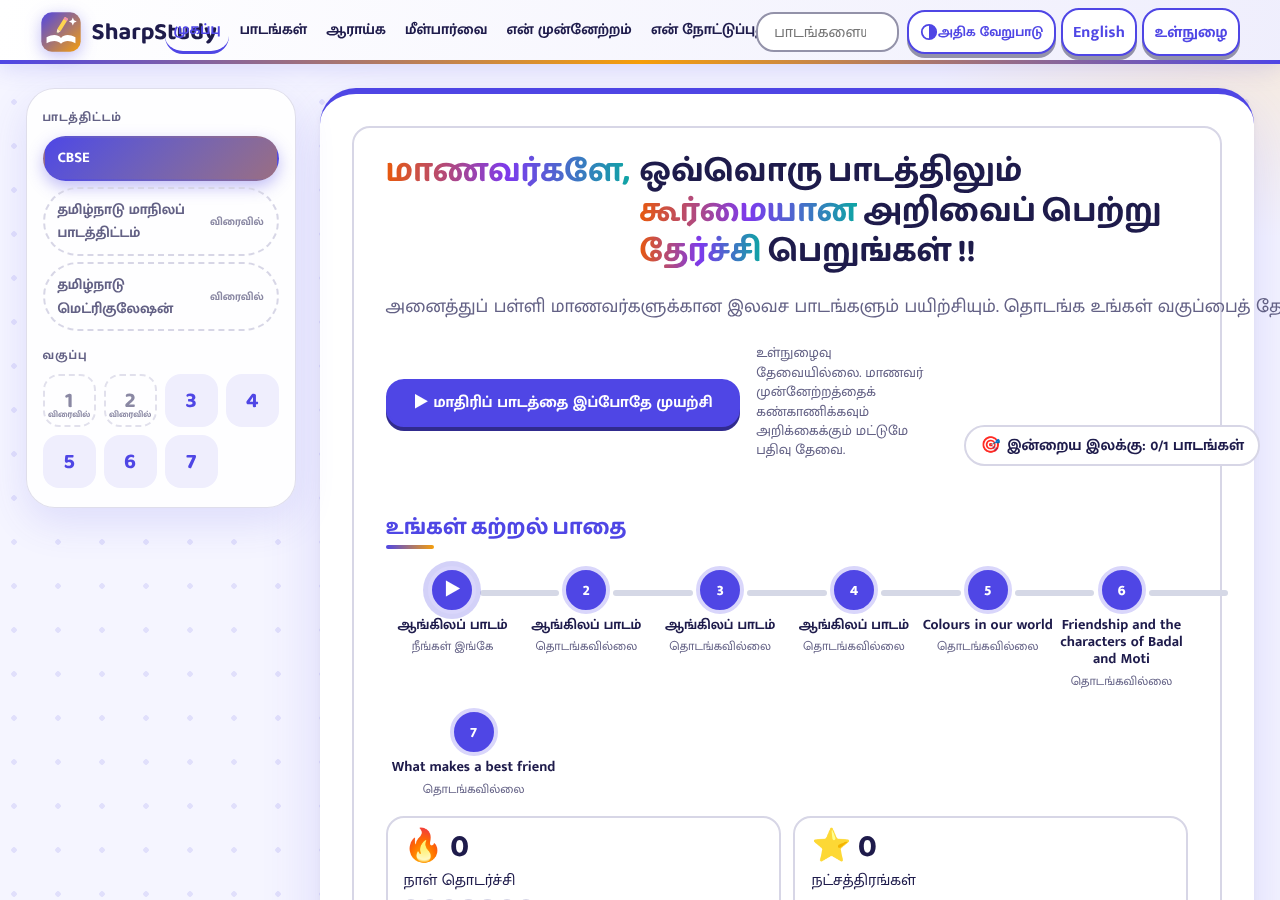 SharpStudy
முகப்பு
பாடங்கள்
ஆராய்க
மீள்பார்வை
என் முன்னேற்றம்
என் நோட்டுப்பு
பாடங்களைய
அதிக வேறுபாடு
English
உள்நுழை
பாடத்திட்டம்
CBSE
தமிழ்நாடு மாநிலப்
பாடத்திட்டம்
விரைவில்
தமிழ்நாடு
மெட்ரிகுலேஷன்
விரைவில்
வகுப்பு
1
விரைவில்
2
விரைவில்
3
4
5
6
7
மாணவர்களே, ஒவ்வொரு பாடத்திலும்
கூர்மையான அறிவைப் பெற்று
தேர்ச்சி பெறுங்கள் !!
அனைத்துப் பள்ளி மாணவர்களுக்கான இலவச பாடங்களும் பயிற்சியும். தொடங்க உங்கள் வகுப்பைத் தே
▶ மாதிரிப் பாடத்தை இப்போதே முயற்சி
உள்நுழைவு
தேவையில்லை. மாணவர்
முன்னேற்றத்தைக்
கண்காணிக்கவும்
அறிக்கைக்கும் மட்டுமே
பதிவு தேவை.
🎯 இன்றைய இலக்கு: 0/1 பாடங்கள்
உங்கள் கற்றல் பாதை
▶
ஆங்கிலப் பாடம்
நீங்கள் இங்கே
2
ஆங்கிலப் பாடம்
தொடங்கவில்லை
3
ஆங்கிலப் பாடம்
தொடங்கவில்லை
4
ஆங்கிலப் பாடம்
தொடங்கவில்லை
5
Colours in our world
தொடங்கவில்லை
6
Friendship and the
characters of Badal
and Moti
தொடங்கவில்லை
7
What makes a best friend
தொடங்கவில்லை
🔥 0
நாள் தொடர்ச்சி
⭐ 0
நட்சத்திரங்கள்